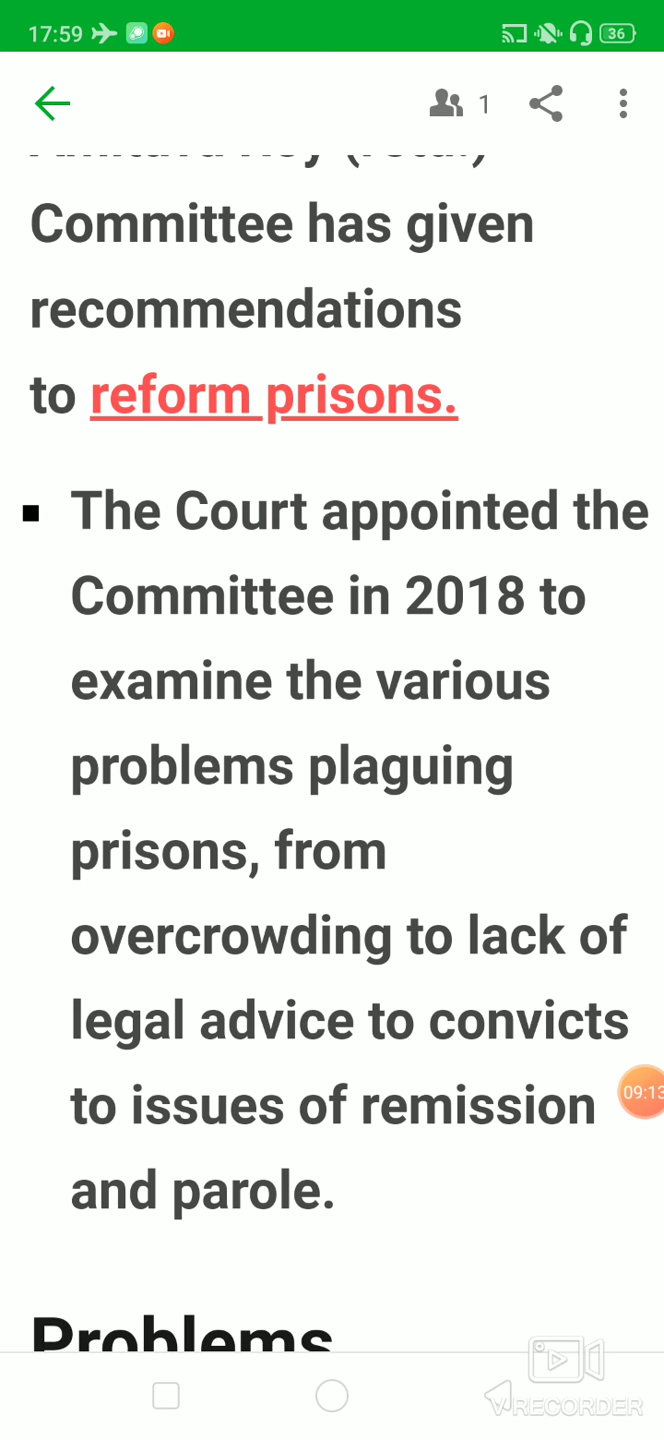 17:59
36
1
Committee has given
recommendations
to reform prisons.
▪ The Court appointed the
Committee in 2018 to
examine the various
problems plaguing
prisons, from
overcrowding to lack of
legal advice to convicts
to issues of remission
and parole.
09:13
Problems
VRECORDER